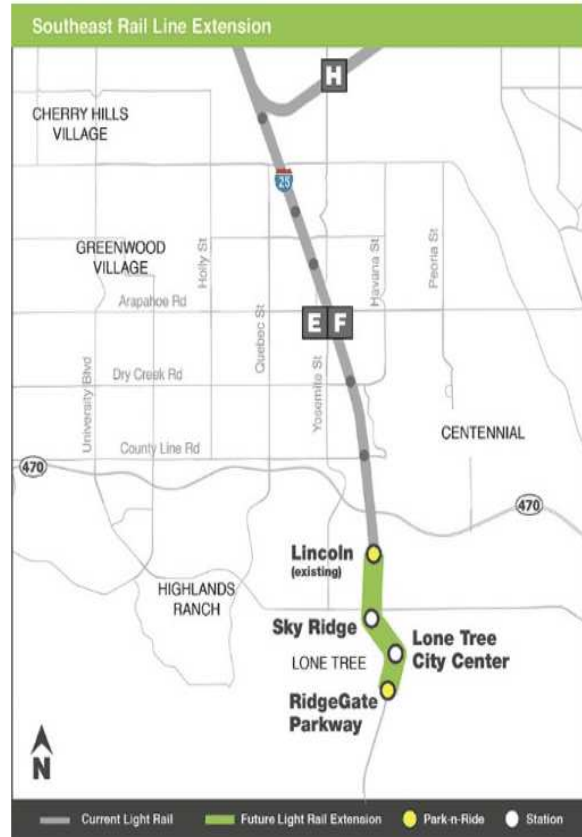 Southeast Rail Line Extension
H
CHERRY HILLS
VILLAGE
25
GREENWOOD
VILLAGE
Holly St
Havana St
Peoria St
Arapahoe Rd
Quebec St
E F
Yosemite St
Dry Creek Rd
University Blvd
County Line Rd
CENTENNIAL
470
470
Lincoln
(existing)
HIGHLANDS
RANCH
Sky Ridge
Lone Tree
City Center
LONE TREE
RidgeGate
Parkway
N
Current Light Rail
Future Light Rail Extension
Park-n-Ride
Station